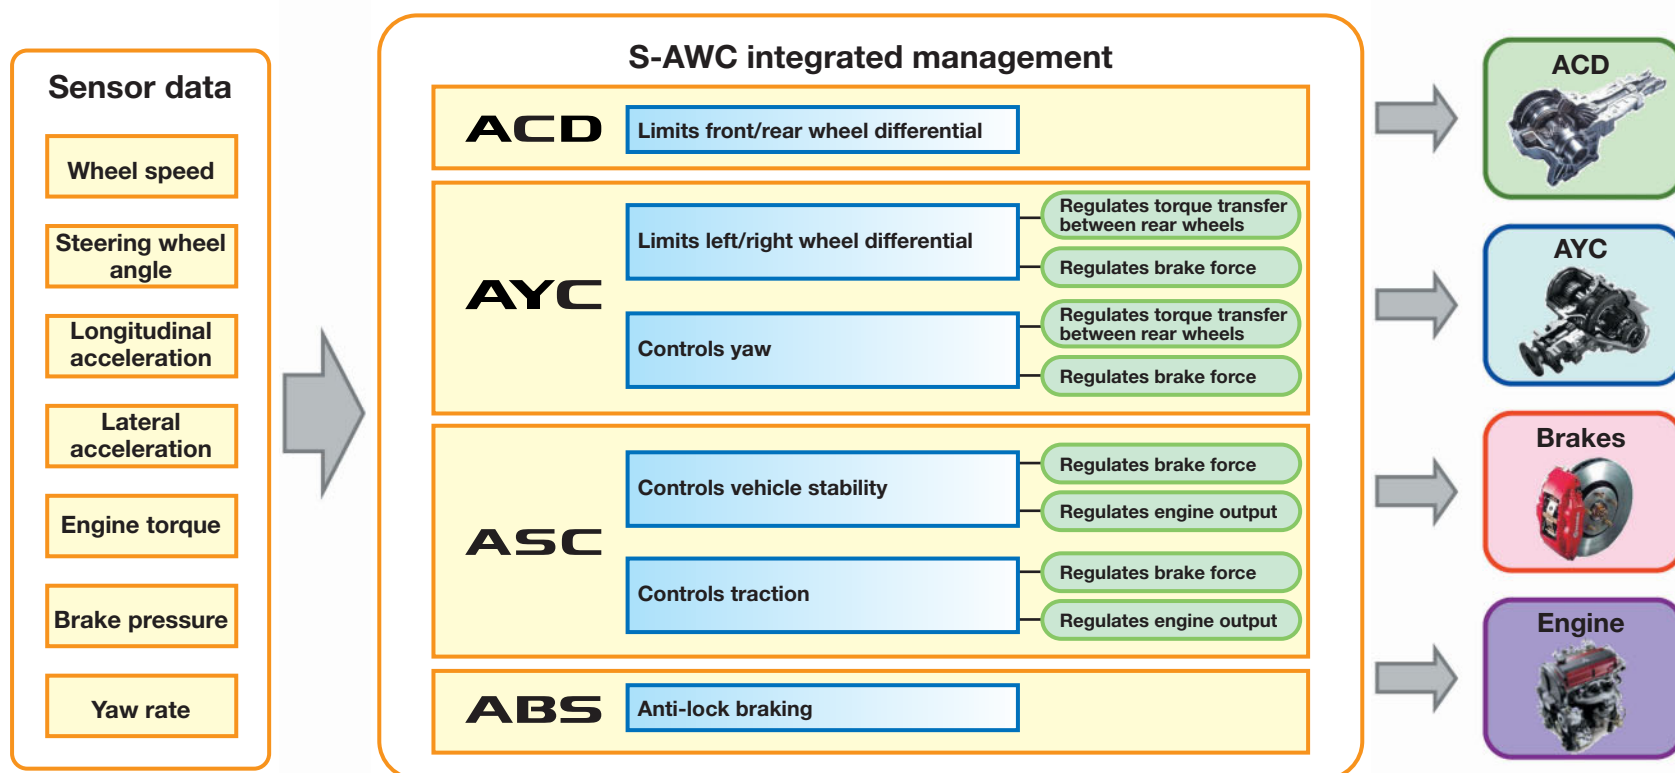 Sensor data
Wheel speed
Steering wheel
angle
Longitudinal
acceleration
Lateral
acceleration
Engine torque
Brake pressure
Yaw rate
S-AWC integrated management
ACD
Limits front/rear wheel differential
AYC
Limits left/right wheel differential
Regulates torque transfer
between rear wheels
Regulates brake force
Controls yaw
Regulates torque transfer
between rear wheels
Regulates brake force
ASC
Controls vehicle stability
Regulates brake force
Regulates engine output
Controls traction
Regulates brake force
Regulates engine output
ABS
Anti-lock braking
ACD
AYC
Brakes
Engine